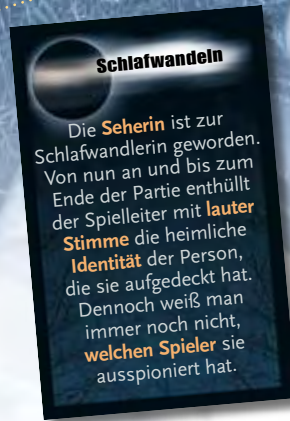 Schlafwandeln
Die Seherin ist zur
Schlafwandlerin geworden.
Von nun an und bis zum
Ende der Partie enthüllt
der Spielleiter mit lauter
Stimme die heimliche
Identität der Person,
die sie aufgedeckt hat.
Dennoch weiß man
immer noch nicht,
welchen Spieler sie
ausspioniert hat.